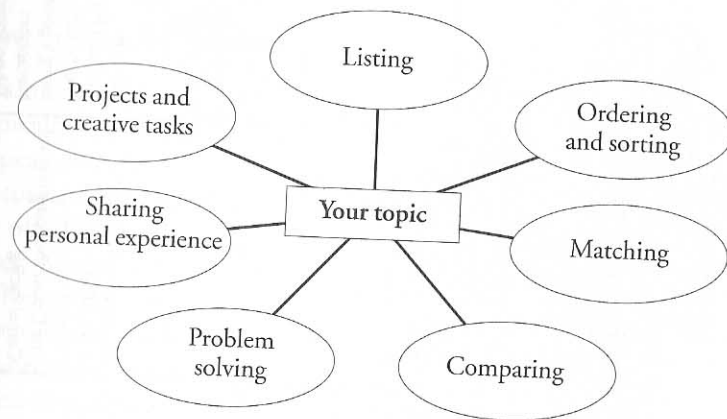 Listing
Projects and
creative tasks
Ordering
and sorting
Sharing
personal experience
Your topic
Matching
Problem
solving
Comparing